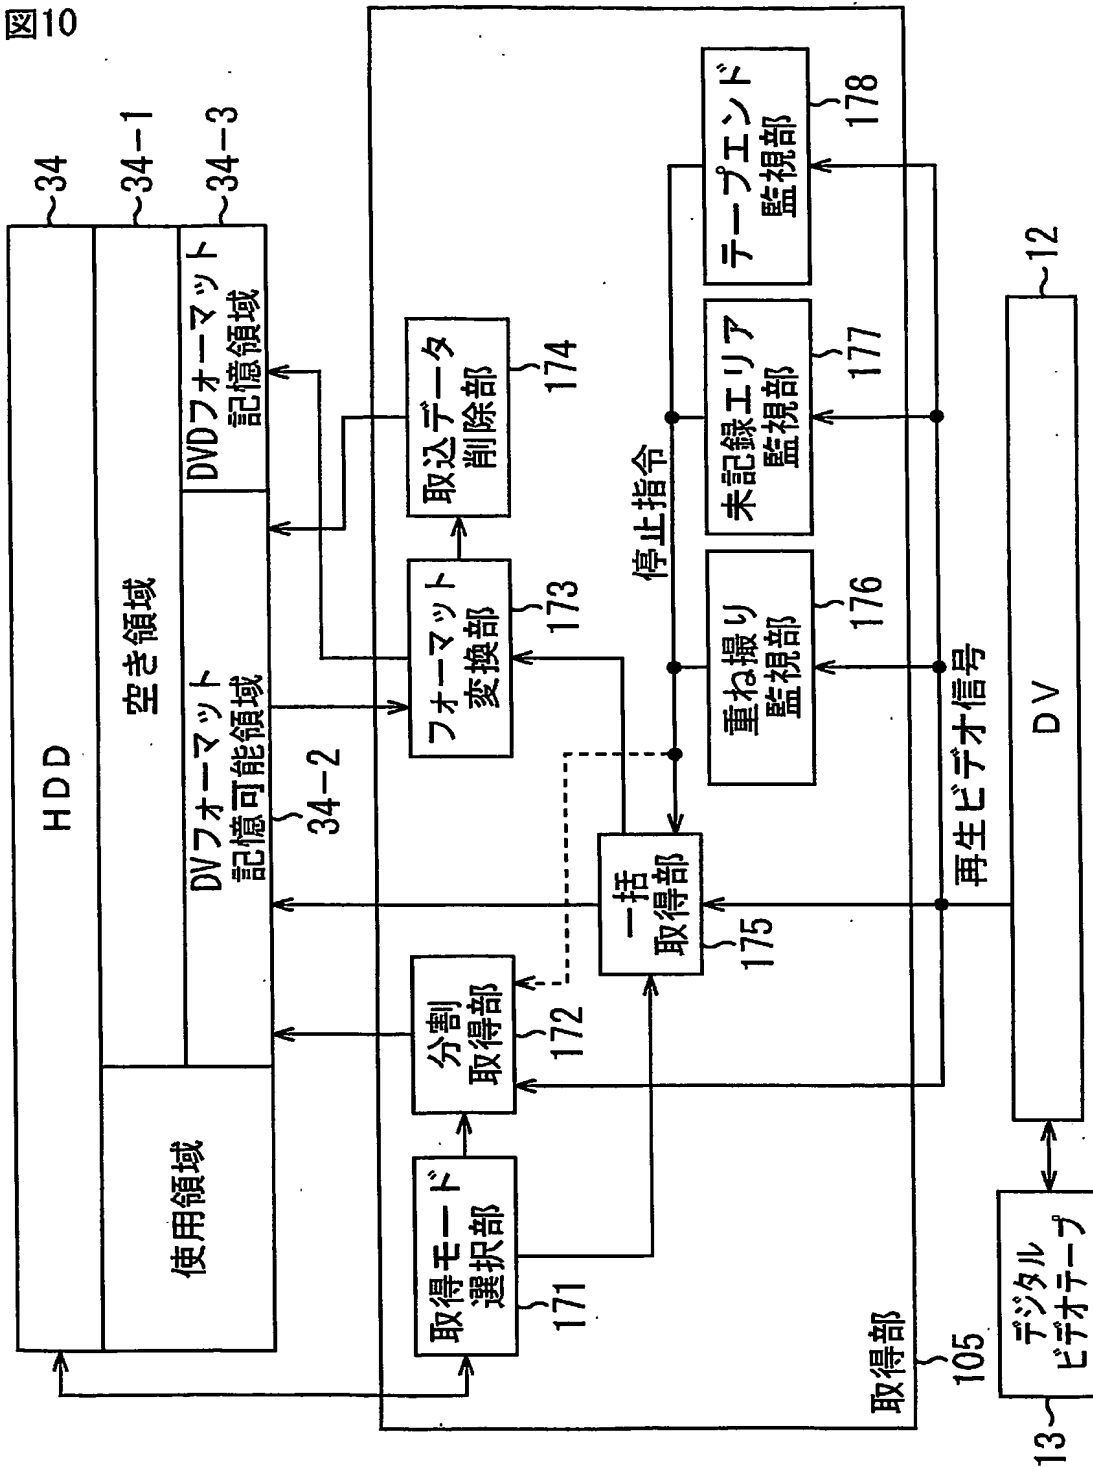 図10
HDD
34
空き領域
34-1
使用領域
DVフォーマット
記憶可能領域
34-2
DVDフォーマット
記憶領域
34-3
取得モード
選択部
171
分割
取得部
172
フォーマット
変換部
173
取込データ
削除部
174
一括
取得部
175
停止指令
重ね撮り
監視部
176
未記録エリア
監視部
177
テープエンド
監視部
178
再生ビデオ信号
取得部
105
DV
12
デジタル
ビデオテープ
13